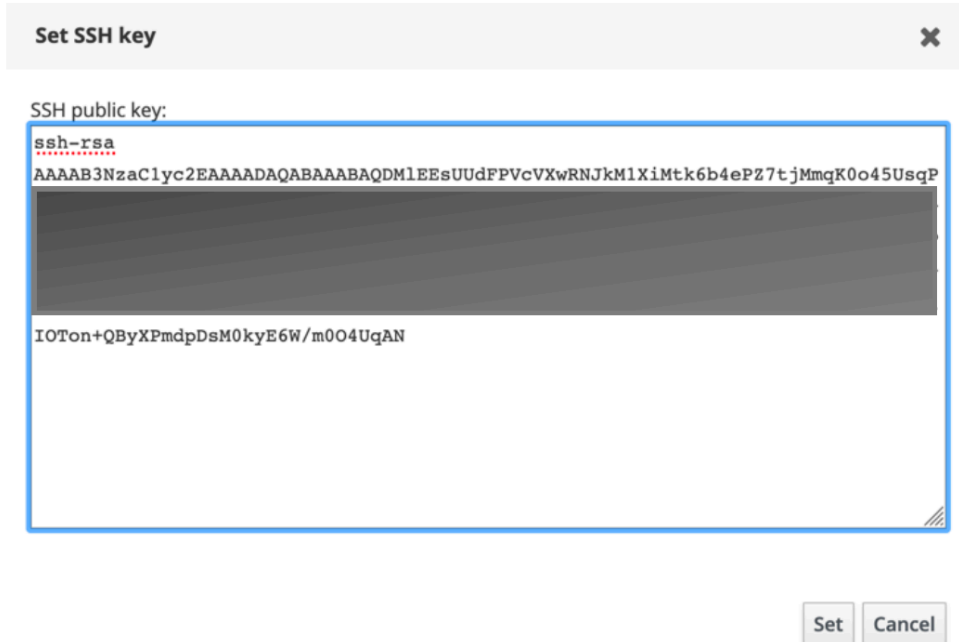 Set SSH key
SSH public key:
ssh-rsa
AAAAB3NzaC1yc2EAAAADAQABAAABAQDMlEEsUUdFPVcVXwRNJkM1XiMtk6b4ePZ7tjMmqK0o45UsqP
IOTon+QByXPmdpDsM0kyE6W/m0O4UqAN
Set Cancel